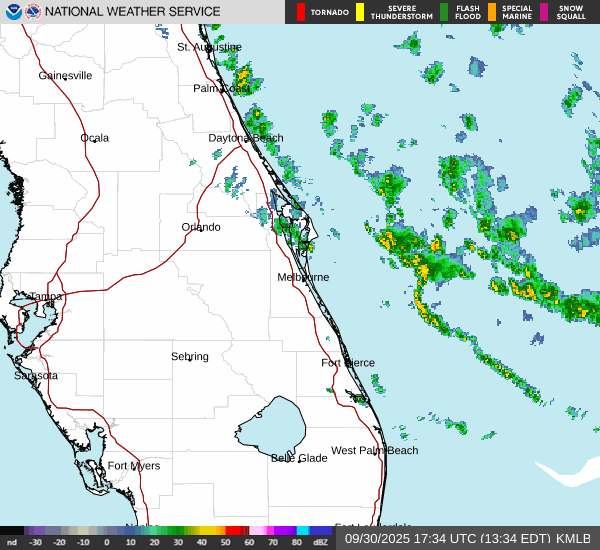 NATIONAL WEATHER SERVICE
TORNADO
SEVERE THUNDERSTORM
FLASH FLOOD
SPECIAL MARINE
SNOW SQUALL
St. Augustine
Gainesville
Palm Coast
Ocala
Daytona Beach
Orlando
Melbourne
Tampa
Sebring
Fort Pierce
Sarasota
West Palm Beach
Belle Glade
Fort Myers
nd -30 -20 -10 0 10 20 30 40 50 60 70 80 dBZ
09/30/2025 17:34 UTC (13:34 EDT) KMLB